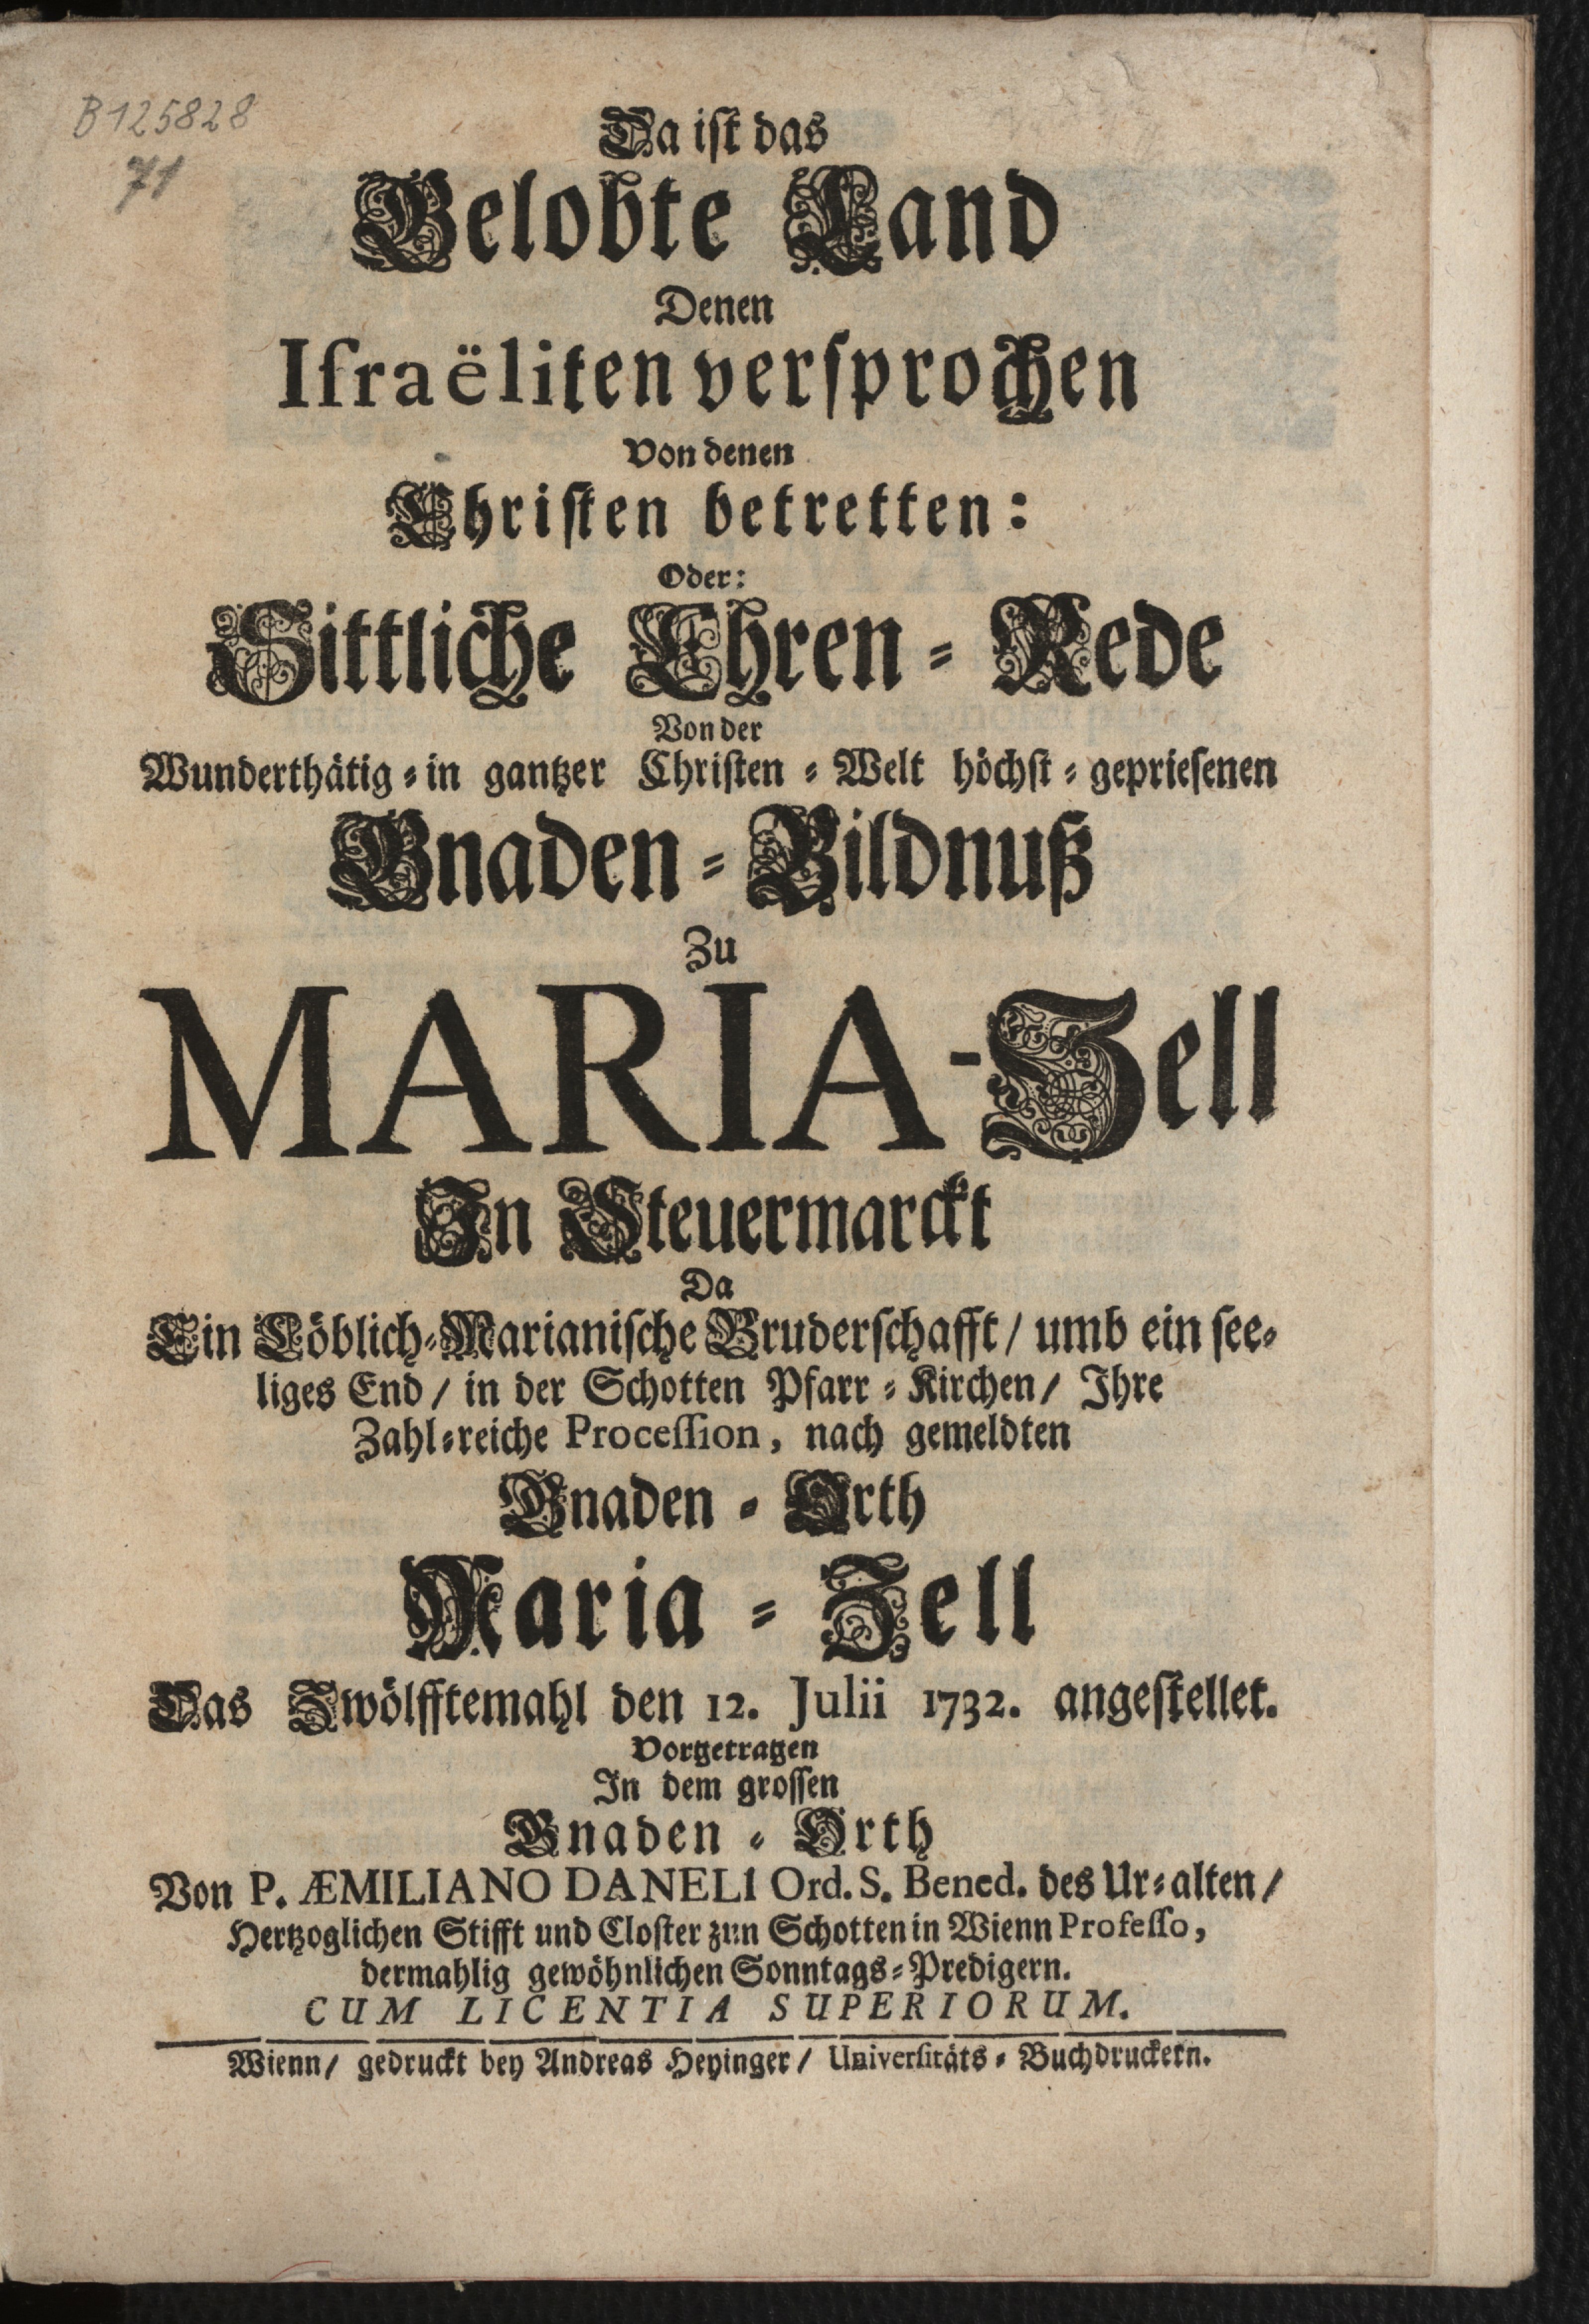 B125828
71
Da ist das
Gelobte Land
Denen
Israëliten versprochen
Von denen
Christen betretten:
Oder:
Sittliche Ehren-Rede
Von der
Wunderthätig-in gantzer Christen-Welt höchst-gepriesenen
Gnaden-Bildnuß
Zu
MARIA-Zell
In Steuermarckt
Da
Ein Löblich-Marianische Bruderschafft/ umb ein see-
liges End/ in der Schotten Pfarr-Kirchen/ Ihre
Zahl-reiche Procession, nach gemeldten
Gnaden-Orth
Maria-Zell
Das Zwölfftemahl den 12. Julii 1732. angestellet.
Vorgetragen
In dem grossen
Gnaden-Orth
Von P. ÆMILIANO DANELI Ord. S. Bened. des Ur-alten/
Hertzoglichen Stifft und Closter zun Schotten in Wienn Professo,
dermahlig gewöhnlichen Sonntags-Predigern.
CUM LICENTIA SUPERIORUM.
Wienn/ gedruckt bey Andreas Heyinger/ Universitäts-Buchdruckern.